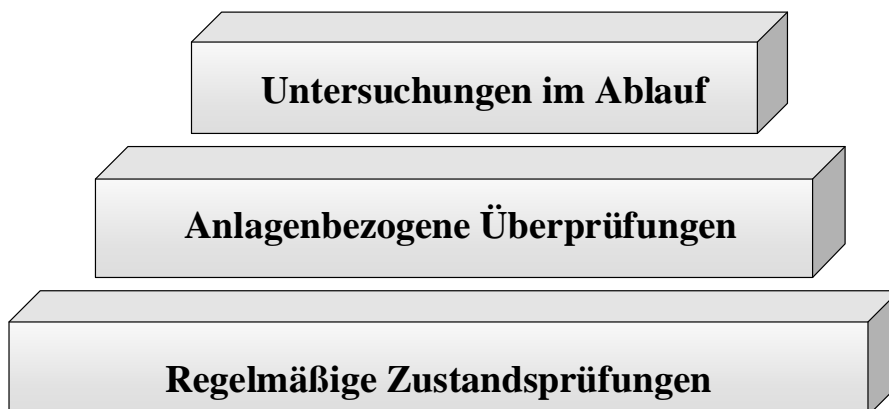 Untersuchungen im Ablauf
Anlagenbezogene Überprüfungen
Regelmäßige Zustandsprüfungen